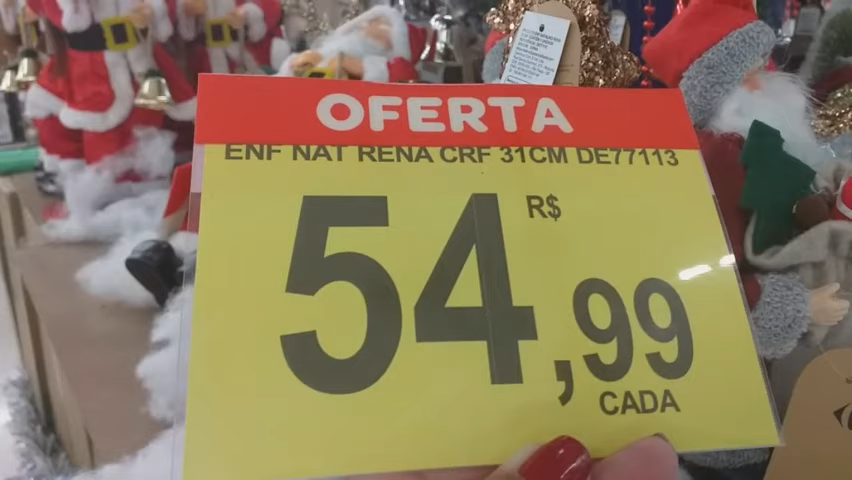 OFERTA
ENF NAT RENA CRF 31CM DE77113
R$
54,99
CADA